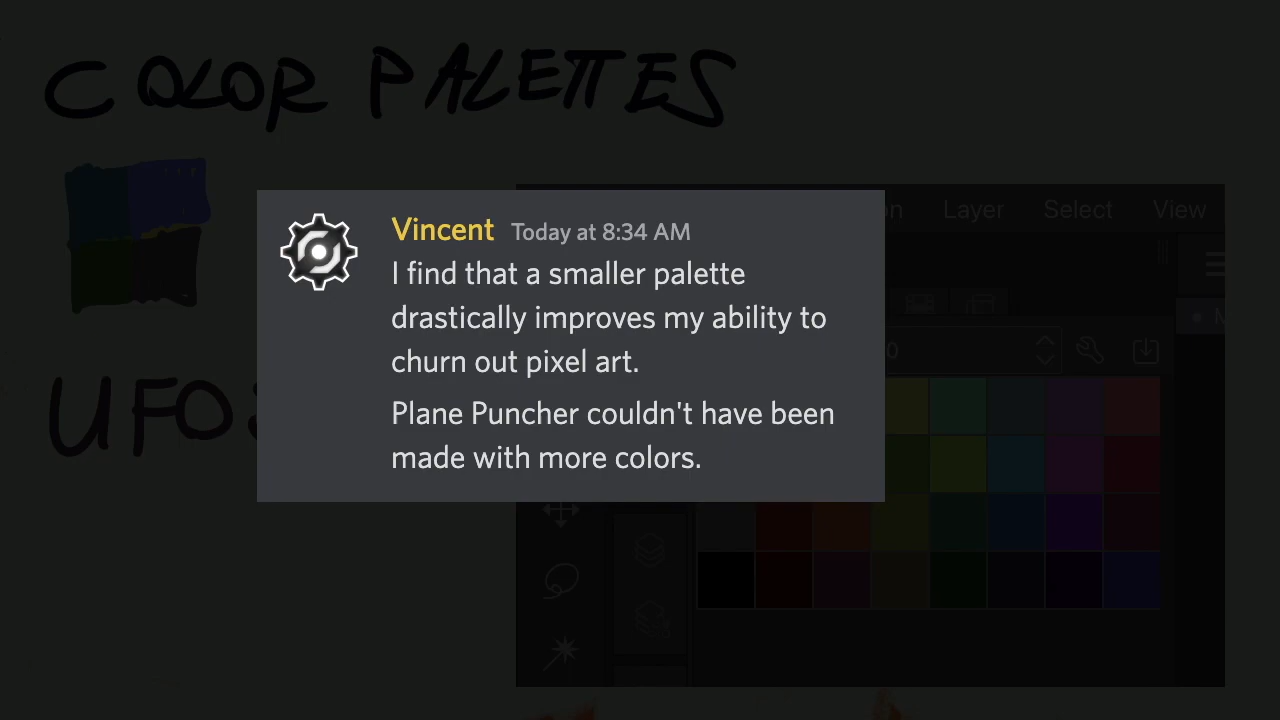 COLOR PALETTES
Layer Select View
Vincent Today at 8:34 AM
I find that a smaller palette
drastically improves my ability to
churn out pixel art.
Plane Puncher couldn't have been
made with more colors.